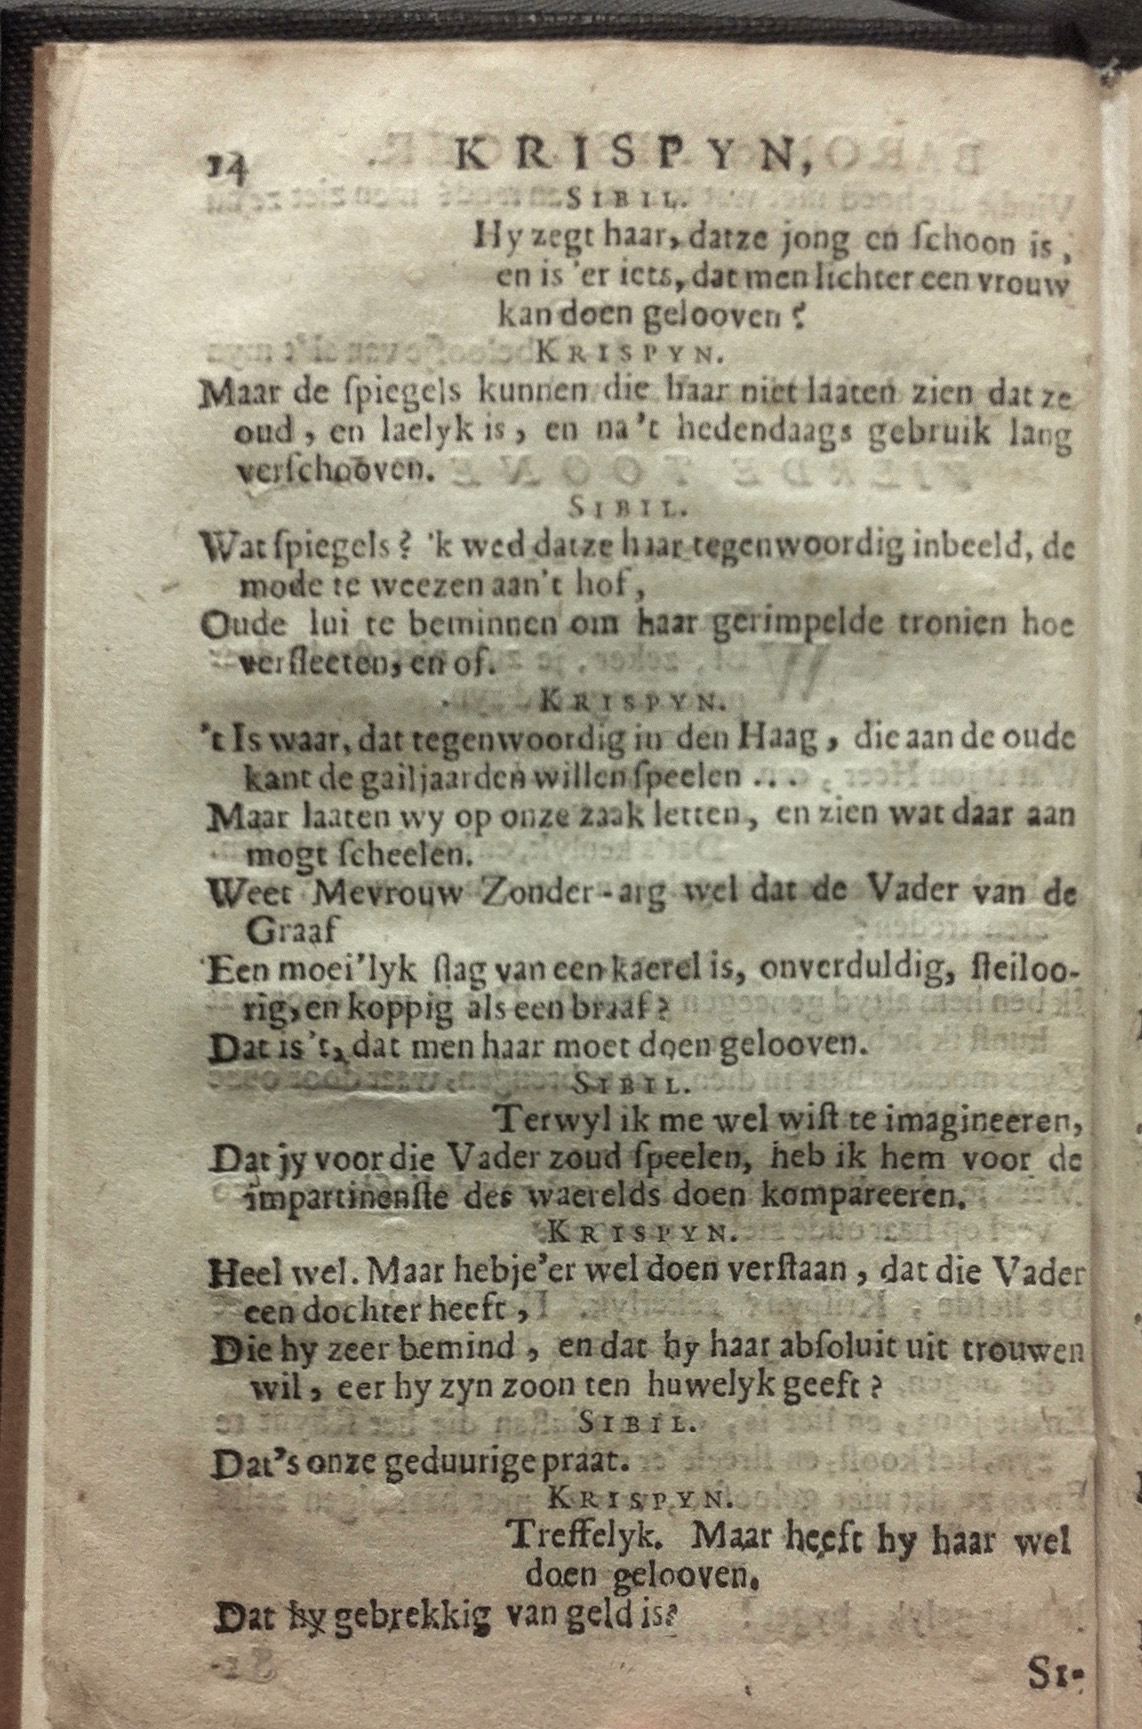 14 KRISPYN,
SIBIL.
Hy zegt haar, datze jong en ſchoon is,
en is 'er iets, dat men lichter een vrouw
kan doen gelooven?
KRISPYN.
Maar de ſpiegels kunnen die haar niet laaten zien dat ze
oud, en laelyk is, en na 't hedendaags gebruik lang
verſchooven.
SIBIL.
Wat ſpiegels? 'k wed datze haar tegenwoordig inbeeld, de
mode te weezen aan 't hof,
Oude lui te beminnen om haar gerimpelde tronien hoe
verſleeten, en of.
KRISPYN.
't Is waar, dat tegenwoordig in den Haag, die aan de oude
kant de gailjaarden willen ſpeelen ...
Maar laaten wy op onze zaak letten, en zien wat daar aan
mogt ſcheelen.
Weet Mevrouw Zonder-arg wel dat de Vader van de
Graaf
Een moei'lyk ſlag van een kaerel is, onverduldig, ſteiloo-
rig, en koppig als een braaf?
Dat is 't, dat men haar moet doen gelooven.
SIBIL.
Terwyl ik me wel wiſt te imagineeren,
Dat jy voor die Vader zoud ſpeelen, heb ik hem voor de
impartinenſte des waerelds doen kompareeren.
KRISPYN.
Heel wel. Maar hebje 'er wel doen verſtaan, dat die Vader
een dochter heeft,
Die hy zeer bemind, en dat hy haar abſoluit uit trouwen
wil, eer hy zyn zoon ten huwelyk geeft?
SIBIL.
Dat's onze geduurige praat.
KRISPYN.
Treffelyk. Maar heeft hy haar wel
doen gelooven.
Dat hy gebrekkig van geld is?
SI-